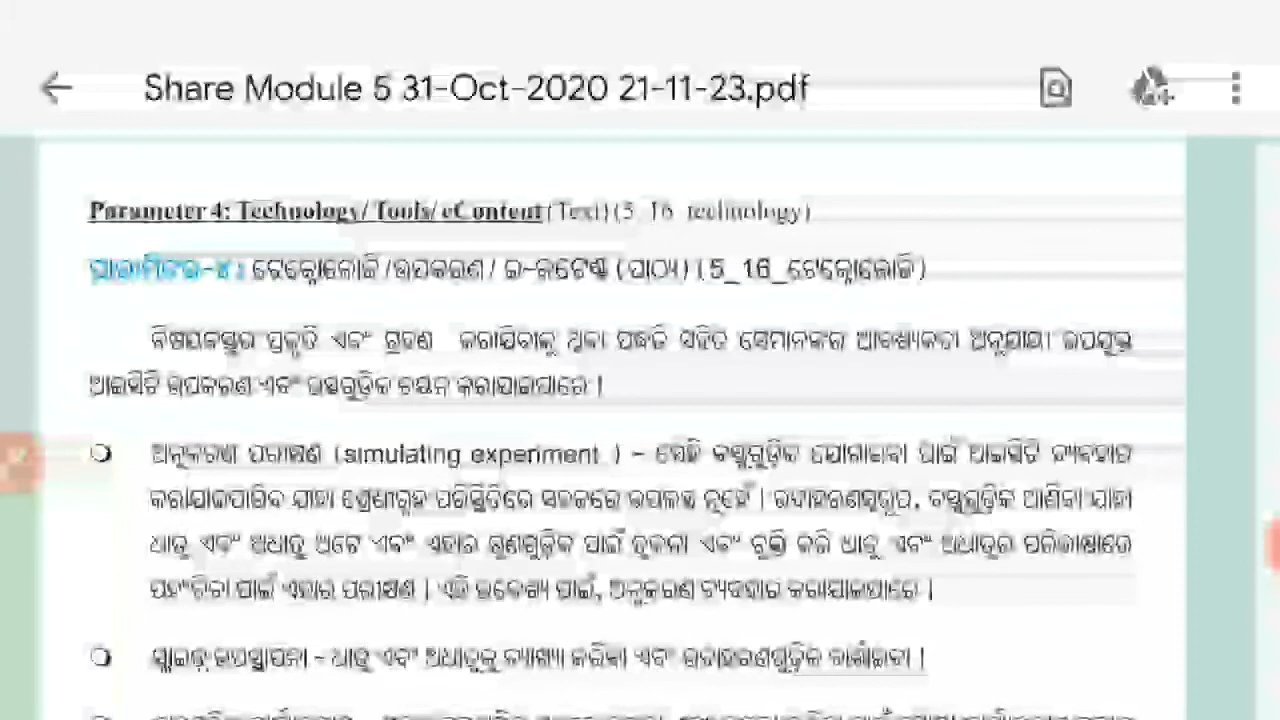 Share Module 5 31-Oct-2020 21-11-23.pdf
Parameter 4: Technology/ Tools/ eContent (Text) (5_16_technology)
ପାରାମିଟର-୪ : ଟେକ୍ନୋଲୋଜି /ଉପକରଣ / ଇ-କଟେଣ୍ଟ (ପାଠ୍ୟ) ( 5_16_ଟେକ୍ନୋଲୋଜି )
ବିଷୟବସ୍ତୁର ପ୍ରକୃତି ଏବଂ ଗ୍ରହଣ କରାଯିବାକୁ ଥିବା ପଦ୍ଧତି ସହିତ ସେମାନଙ୍କର ଆବଶ୍ୟକତା ଅନୁଯାୟୀ ଉପଯୁକ୍ତ
ଆଇସିଟି ଉପକରଣ ଏବଂ ଉତ୍ସଗୁଡ଼ିକ ଚୟନ କରାଯାଇପାରେ |
ଅନୁକରଣ ପରୀକ୍ଷଣ (simulating experiment ) – ସେହି ବସ୍ତୁଗୁଡ଼ିକ ଯୋଗାଇବା ପାଇଁ ଆଇସିଟି ବ୍ୟବହାର
କରାଯାଇପାରିବ ଯାହା ଶ୍ରେଣୀଗୃହ ପରିସ୍ଥିତିରେ ସହଜରେ ଉପଲବ୍ଧ ନୁହେଁ | ଉଦାହରଣସ୍ୱରୂପ, ବସ୍ତୁଗୁଡ଼ିକ ଆଣିବା ଯାହା
ଧାତୁ ଏବଂ ଅଧାତୁ ଅଟେ ଏବଂ ଏହାର ଗୁଣଗୁଡ଼ିକ ପାଇଁ ତୁଳନା ଏବଂ ଚୁକ୍ତି କରି ଧାତୁ ଏବଂ ଅଧାତୁର ପରିଭାଷାରେ
ପହଂଚିବା ପାଇଁ ଏହାର ପରୀକ୍ଷଣ | ଏହି ଉଦ୍ଦେଶ୍ୟ ପାଇଁ, ଅନୁକରଣ ବ୍ୟବହାର କରାଯାଇପାରେ |
ସ୍ଲାଇଡ୍ ଉପସ୍ଥାପନା – ଧାତୁ ଏବଂ ଅଧାତୁକୁ ବ୍ୟାଖ୍ୟା କରିବା ଏବଂ ଉଦାହରଣଗୁଡ଼ିକ ଦର୍ଶାଇବା |